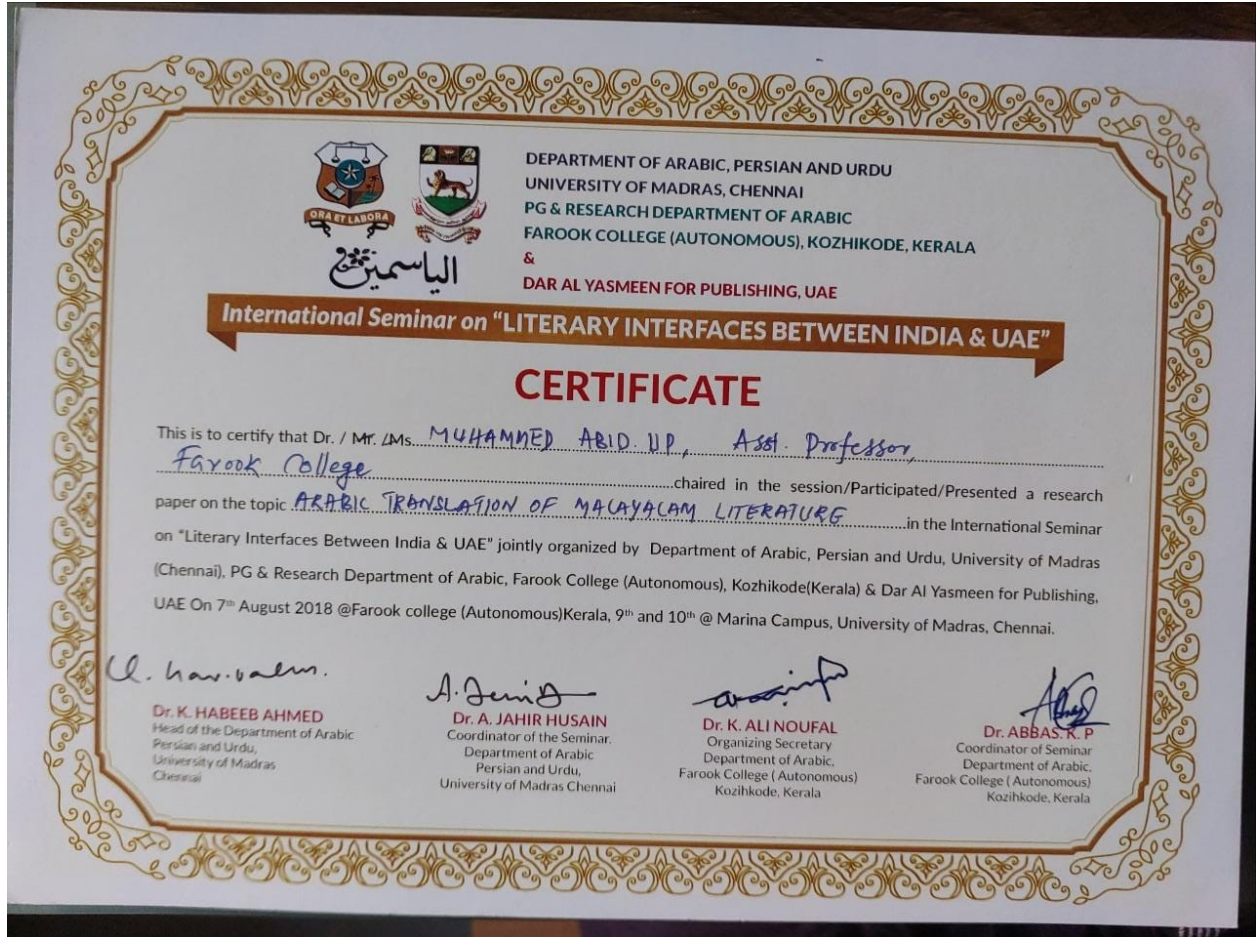 DEPARTMENT OF ARABIC, PERSIAN AND URDU
UNIVERSITY OF MADRAS, CHENNAI
PG & RESEARCH DEPARTMENT OF ARABIC
FAROOK COLLEGE (AUTONOMOUS), KOZHIKODE, KERALA
&
DAR AL YASMEEN FOR PUBLISHING, UAE
ORA ET LABORA
الياسمين
International Seminar on “LITERARY INTERFACES BETWEEN INDIA & UAE”
CERTIFICATE
This is to certify that Dr. / Mr. /Ms. MUHAMMED ABID. UP, Asst. Professor,
Farook College chaired in the session/Participated/Presented a research
paper on the topic ARABIC TRANSLATION OF MALAYALAM LITERATURE in the International Seminar
on “Literary Interfaces Between India & UAE” jointly organized by Department of Arabic, Persian and Urdu, University of Madras
(Chennai), PG & Research Department of Arabic, Farook College (Autonomous), Kozhikode(Kerala) & Dar Al Yasmeen for Publishing,
UAE On 7th August 2018 @Farook college (Autonomous)Kerala, 9th and 10th @ Marina Campus, University of Madras, Chennai.
Dr. K. HABEEB AHMED
Head of the Department of Arabic
Persian and Urdu,
University of Madras
Chennai
Dr. A. JAHIR HUSAIN
Coordinator of the Seminar.
Department of Arabic
Persian and Urdu,
University of Madras Chennai
Dr. K. ALI NOUFAL
Organizing Secretary
Department of Arabic,
Farook College ( Autonomous)
Kozihkode, Kerala
Dr. ABBAS. K. P
Coordinator of Seminar
Department of Arabic,
Farook College ( Autonomous)
Kozihkode, Kerala